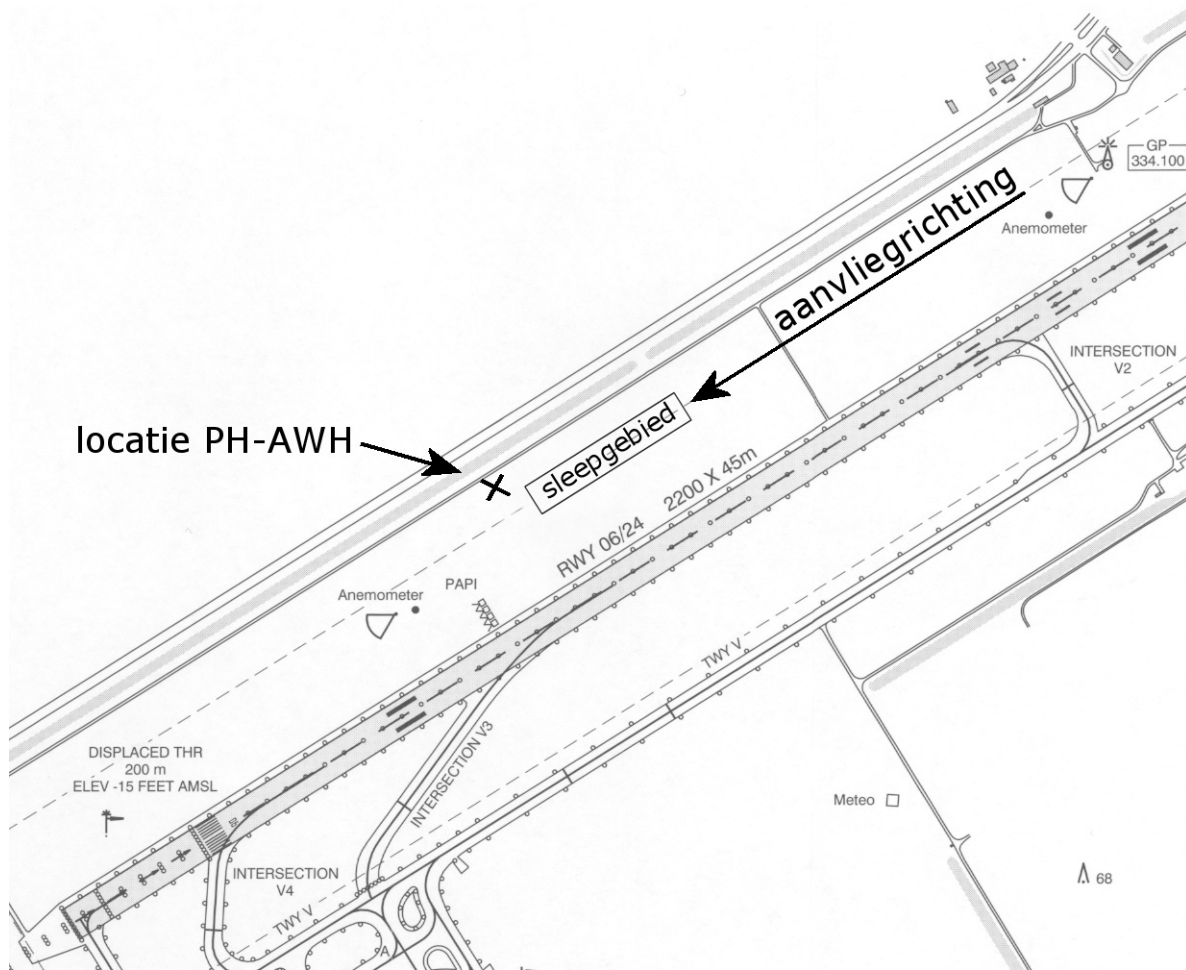 GP
334.100
aanvliegrichting
Anemometer
INTERSECTION
V2
locatie PH-AWH
sleepgebied
RWY 06/24
2200 X 45m
Anemometer
PAPI
TWY V
INTERSECTION V3
DISPLACED THR
200 m
ELEV -15 FEET AMSL
Meteo
INTERSECTION
V4
68
TWY V
A